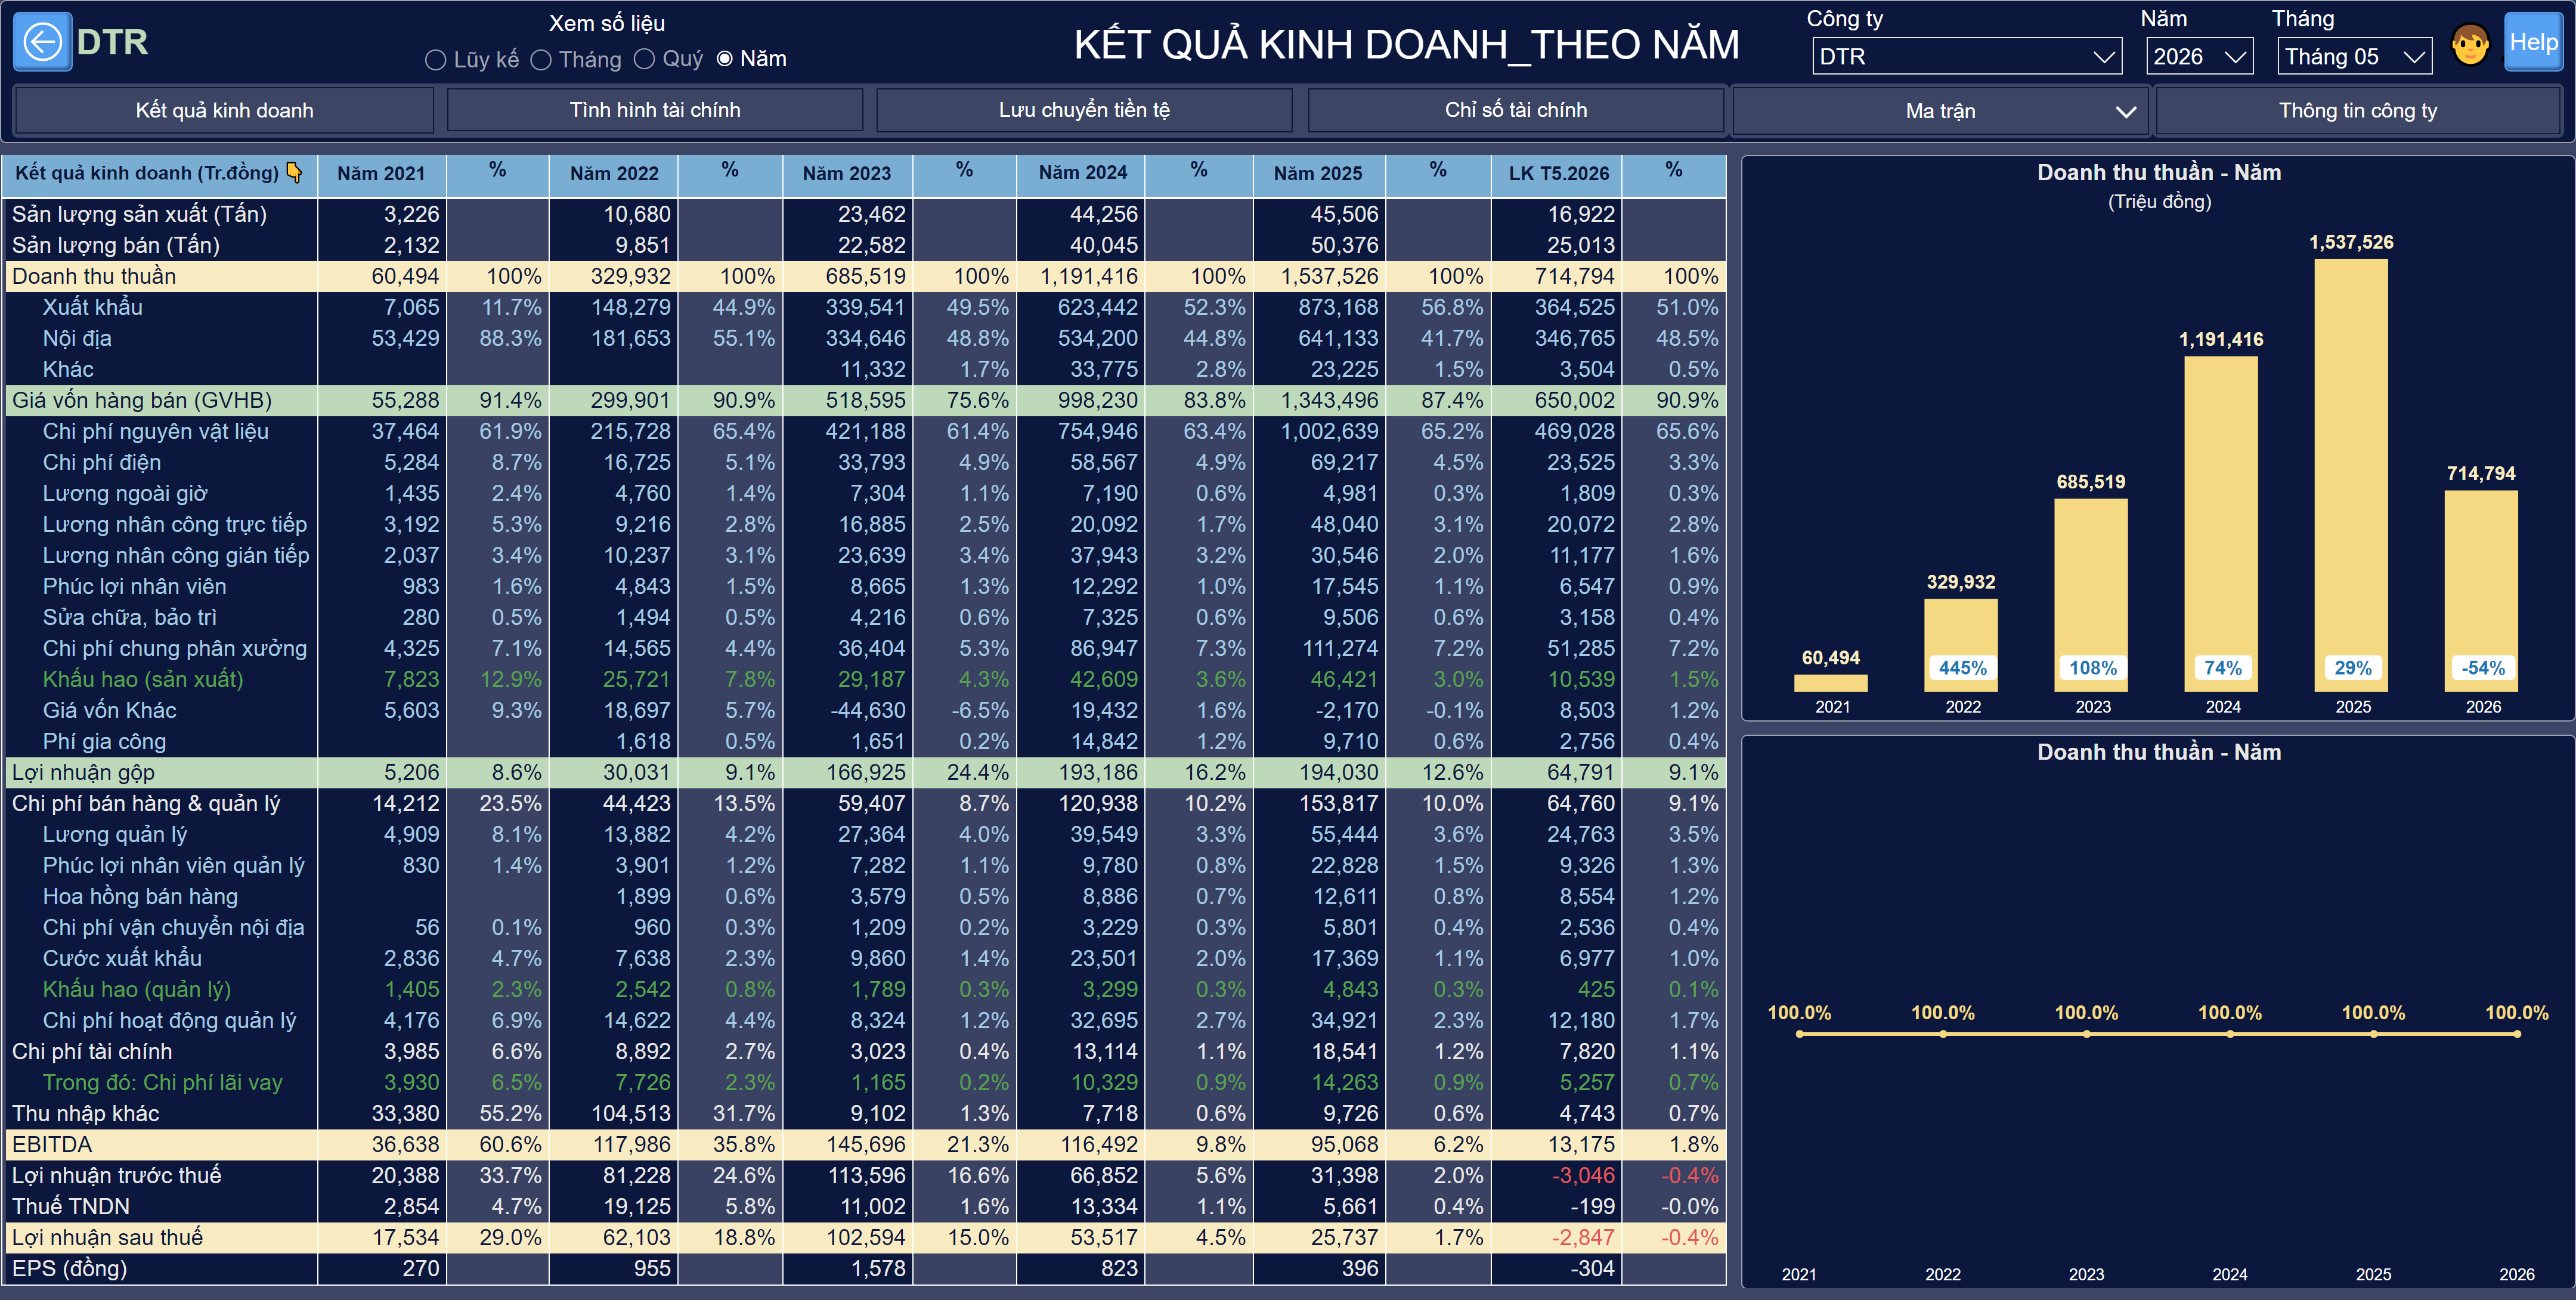 DTR
Xem số liệu
Lũy kế Tháng Quý Năm
KẾT QUẢ KINH DOANH_THEO NĂM
Công ty Năm Tháng
DTR 2026 Tháng 05
Help
Kết quả kinh doanh Tình hình tài chính Lưu chuyển tiền tệ Chỉ số tài chính Ma trận Thông tin công ty
Kết quả kinh doanh (Tr.đồng) Năm 2021 % Năm 2022 % Năm 2023 % Năm 2024 % Năm 2025 % LK T5.2026 %
Sản lượng sản xuất (Tấn) 3,226 10,680 23,462 44,256 45,506 16,922
Sản lượng bán (Tấn) 2,132 9,851 22,582 40,045 50,376 25,013
Doanh thu thuần 60,494 100% 329,932 100% 685,519 100% 1,191,416 100% 1,537,526 100% 714,794 100%
Xuất khẩu 7,065 11.7% 148,279 44.9% 339,541 49.5% 623,442 52.3% 873,168 56.8% 364,525 51.0%
Nội địa 53,429 88.3% 181,653 55.1% 334,646 48.8% 534,200 44.8% 641,133 41.7% 346,765 48.5%
Khác 11,332 1.7% 33,775 2.8% 23,225 1.5% 3,504 0.5%
Giá vốn hàng bán (GVHB) 55,288 91.4% 299,901 90.9% 518,595 75.6% 998,230 83.8% 1,343,496 87.4% 650,002 90.9%
Chi phí nguyên vật liệu 37,464 61.9% 215,728 65.4% 421,188 61.4% 754,946 63.4% 1,002,639 65.2% 469,028 65.6%
Chi phí điện 5,284 8.7% 16,725 5.1% 33,793 4.9% 58,567 4.9% 69,217 4.5% 23,525 3.3%
Lương ngoài giờ 1,435 2.4% 4,760 1.4% 7,304 1.1% 7,190 0.6% 4,981 0.3% 1,809 0.3%
Lương nhân công trực tiếp 3,192 5.3% 9,216 2.8% 16,885 2.5% 20,092 1.7% 48,040 3.1% 20,072 2.8%
Lương nhân công gián tiếp 2,037 3.4% 10,237 3.1% 23,639 3.4% 37,943 3.2% 30,546 2.0% 11,177 1.6%
Phúc lợi nhân viên 983 1.6% 4,843 1.5% 8,665 1.3% 12,292 1.0% 17,545 1.1% 6,547 0.9%
Sửa chữa, bảo trì 280 0.5% 1,494 0.5% 4,216 0.6% 7,325 0.6% 9,506 0.6% 3,158 0.4%
Chi phí chung phân xưởng 4,325 7.1% 14,565 4.4% 36,404 5.3% 86,947 7.3% 111,274 7.2% 51,285 7.2%
Khấu hao (sản xuất) 7,823 12.9% 25,721 7.8% 29,187 4.3% 42,609 3.6% 46,421 3.0% 10,539 1.5%
Giá vốn Khác 5,603 9.3% 18,697 5.7% -44,630 -6.5% 19,432 1.6% -2,170 -0.1% 8,503 1.2%
Phí gia công 1,618 0.5% 1,651 0.2% 14,842 1.2% 9,710 0.6% 2,756 0.4%
Lợi nhuận gộp 5,206 8.6% 30,031 9.1% 166,925 24.4% 193,186 16.2% 194,030 12.6% 64,791 9.1%
Chi phí bán hàng & quản lý 14,212 23.5% 44,423 13.5% 59,407 8.7% 120,938 10.2% 153,817 10.0% 64,760 9.1%
Lương quản lý 4,909 8.1% 13,882 4.2% 27,364 4.0% 39,549 3.3% 55,444 3.6% 24,763 3.5%
Phúc lợi nhân viên quản lý 830 1.4% 3,901 1.2% 7,282 1.1% 9,780 0.8% 22,828 1.5% 9,326 1.3%
Hoa hồng bán hàng 1,899 0.6% 3,579 0.5% 8,886 0.7% 12,611 0.8% 8,554 1.2%
Chi phí vận chuyển nội địa 56 0.1% 960 0.3% 1,209 0.2% 3,229 0.3% 5,801 0.4% 2,536 0.4%
Cước xuất khẩu 2,836 4.7% 7,638 2.3% 9,860 1.4% 23,501 2.0% 17,369 1.1% 6,977 1.0%
Khấu hao (quản lý) 1,405 2.3% 2,542 0.8% 1,789 0.3% 3,299 0.3% 4,843 0.3% 425 0.1%
Chi phí hoạt động quản lý 4,176 6.9% 14,622 4.4% 8,324 1.2% 32,695 2.7% 34,921 2.3% 12,180 1.7%
Chi phí tài chính 3,985 6.6% 8,892 2.7% 3,023 0.4% 13,114 1.1% 18,541 1.2% 7,820 1.1%
Trong đó: Chi phí lãi vay 3,930 6.5% 7,726 2.3% 1,165 0.2% 10,329 0.9% 14,263 0.9% 5,257 0.7%
Thu nhập khác 33,380 55.2% 104,513 31.7% 9,102 1.3% 7,718 0.6% 9,726 0.6% 4,743 0.7%
EBITDA 36,638 60.6% 117,986 35.8% 145,696 21.3% 116,492 9.8% 95,068 6.2% 13,175 1.8%
Lợi nhuận trước thuế 20,388 33.7% 81,228 24.6% 113,596 16.6% 66,852 5.6% 31,398 2.0% -3,046 -0.4%
Thuế TNDN 2,854 4.7% 19,125 5.8% 11,002 1.6% 13,334 1.1% 5,661 0.4% -199 -0.0%
Lợi nhuận sau thuế 17,534 29.0% 62,103 18.8% 102,594 15.0% 53,517 4.5% 25,737 1.7% -2,847 -0.4%
EPS (đồng) 270 955 1,578 823 396 -304
Doanh thu thuần - Năm
(Triệu đồng)
1,537,526
1,191,416
714,794
685,519
329,932
60,494
445% 108% 74% 29% -54%
2021 2022 2023 2024 2025 2026
Doanh thu thuần - Năm
100.0% 100.0% 100.0% 100.0% 100.0% 100.0%
2021 2022 2023 2024 2025 2026